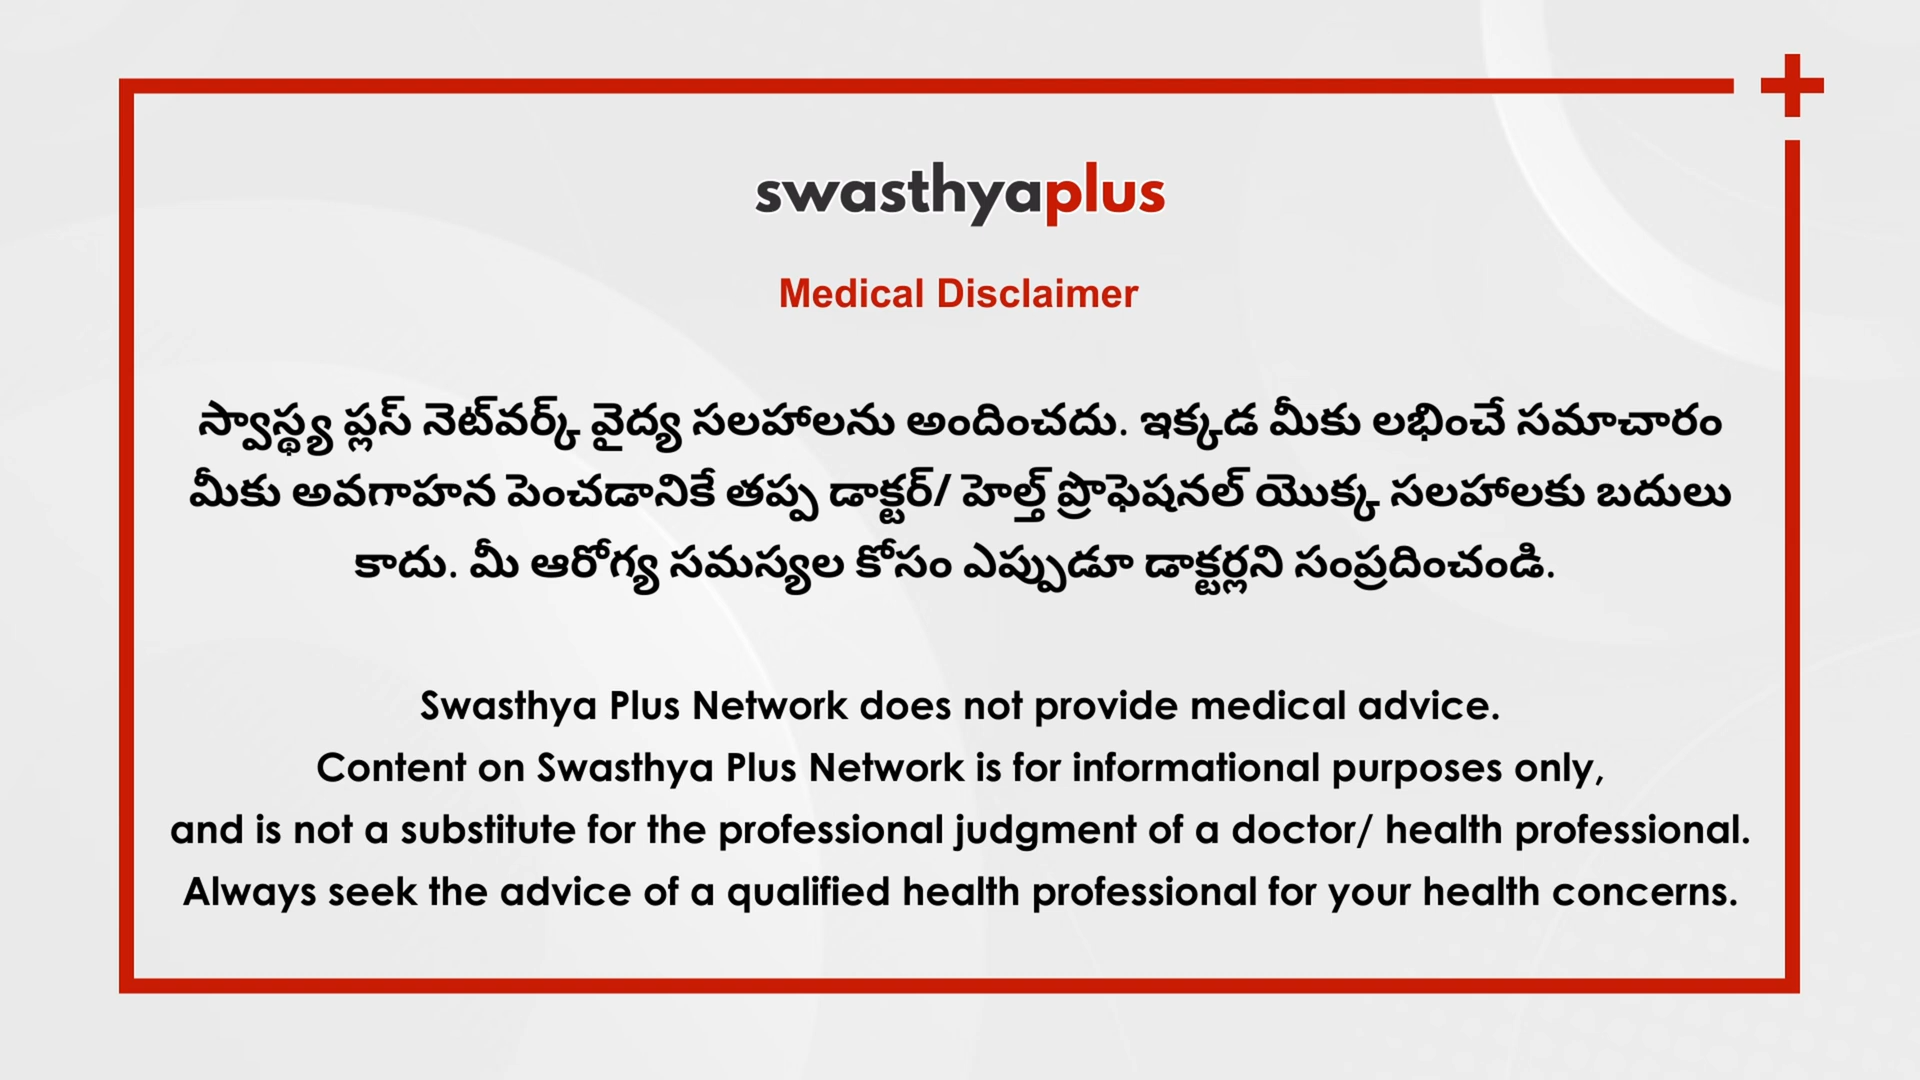 swasthyaplus
Medical Disclaimer
స్వాస్థ్య ప్లస్ నెట్‌వర్క్ వైద్య సలహాలను అందించదు. ఇక్కడ మీకు లభించే సమాచారం
మీకు అవగాహన పెంచడానికే తప్ప డాక్టర్/ హెల్త్ ప్రొఫెషనల్ యొక్క సలహాలకు బదులు
కాదు. మీ ఆరోగ్య సమస్యల కోసం ఎప్పుడూ డాక్టర్లని సంప్రదించండి.
Swasthya Plus Network does not provide medical advice.
Content on Swasthya Plus Network is for informational purposes only,
and is not a substitute for the professional judgment of a doctor/ health professional.
Always seek the advice of a qualified health professional for your health concerns.